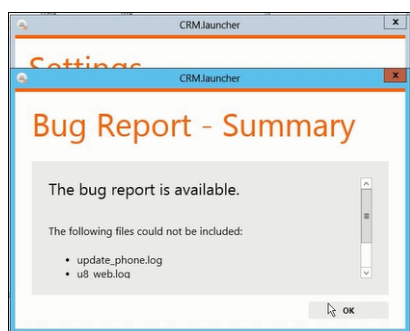 CRM.launcher
x
Settings
CRM.launcher
x
Bug Report - Summary
The bug report is available.
The following files could not be included:
• update_phone.log
• u8_web.log
OK